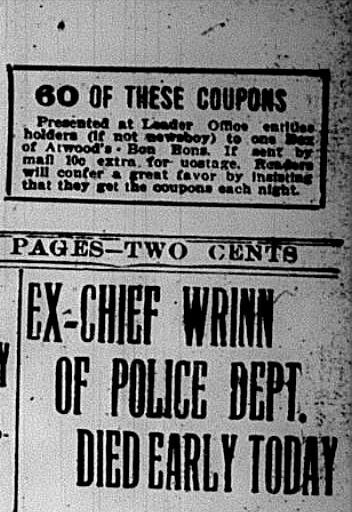 60 OF THESE COUPONS
Presented at Leader Office entitles
holders (if not newsboy) to one Box
of Atwood's - Bon Bons. If sent by
mail 10c extra for uostage. Readers
will confer a great favor by insisting
that they get the coupons each night.
PAGES—TWO CENTS
EX-CHIEF WRINN
OF POLICE DEPT.
DIED EARLY TODAY